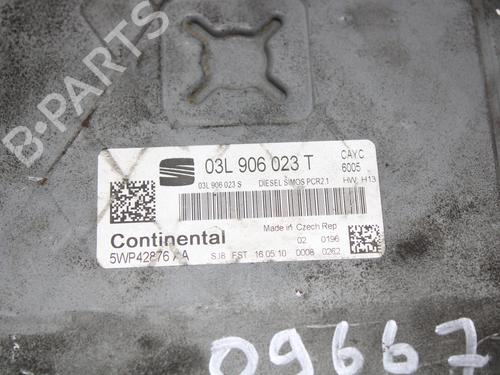 B-PARTS
03L 906 023 T
CAYC
6005
03L 906 023 S DIESEL SIMOS PCR2.1 HW: H13
Continental
Made in Czech Rep
02 0196
5WP42876 AA SJ8 FST 16.05.10 0008 0262
09667